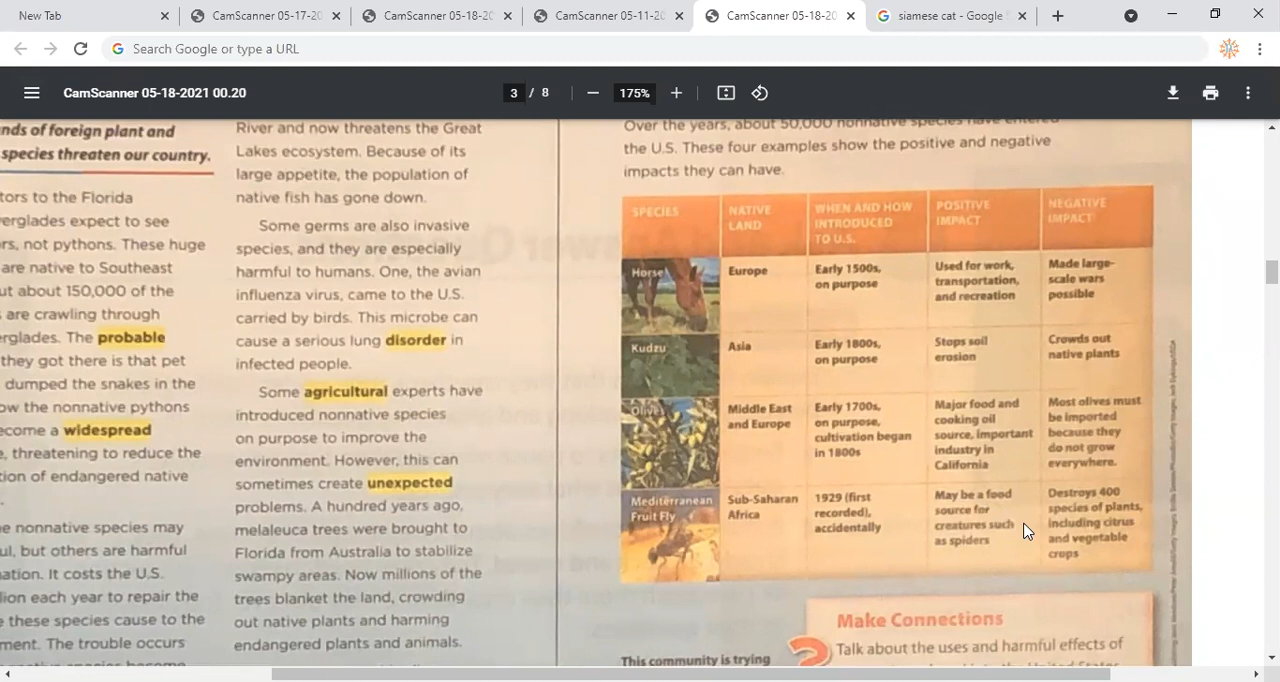 New Tab
CamScanner 05-17-20
CamScanner 05-18-20
CamScanner 05-11-20
CamScanner 05-18-20
siamese cat - Google
Search Google or type a URL
CamScanner 05-18-2021 00.20
3 / 8
175%
nds of foreign plant and
species threaten our country.
tors to the Florida
verglades expect to see
rs, not pythons. These huge
are native to Southeast
ut about 150,000 of the
s are crawling through
erglades. The probable
they got there is that pet
dumped the snakes in the
ow the nonnative pythons
ecome a widespread
e, threatening to reduce the
tion of endangered native
e nonnative species may
ul, but others are harmful
nation. It costs the U.S.
lion each year to repair the
e these species cause to the
ment. The trouble occurs
native species become
River and now threatens the Great
Lakes ecosystem. Because of its
large appetite, the population of
native fish has gone down.
Some germs are also invasive
species, and they are especially
harmful to humans. One, the avian
influenza virus, came to the U.S.
carried by birds. This microbe can
cause a serious lung disorder in
infected people.
Some agricultural experts have
introduced nonnative species
on purpose to improve the
environment. However, this can
sometimes create unexpected
problems. A hundred years ago,
melaleuca trees were brought to
Florida from Australia to stabilize
swampy areas. Now millions of the
trees blanket the land, crowding
out native plants and harming
endangered plants and animals.
Over the years, about 50,000 nonnative species have entered
the U.S. These four examples show the positive and negative
impacts they can have.
SPECIES
NATIVE
LAND
WHEN AND HOW
INTRODUCED
TO U.S.
POSITIVE
IMPACT
NEGATIVE
IMPACT
Horse
Europe
Early 1500s,
on purpose
Used for work,
transportation,
and recreation
Made large-
scale wars
possible
Kudzu
Asia
Early 1800s,
on purpose
Stops soil
erosion
Crowds out
native plants
Olives
Middle East
and Europe
Early 1700s,
on purpose,
cultivation began
in 1800s
Major food and
cooking oil
source, important
industry in
California
Most olives must
be imported
because they
do not grow
everywhere.
Mediterranean
Fruit Fly
Sub-Saharan
Africa
1929 (first
recorded),
accidentally
May be a food
source for
creatures such
as spiders
Destroys 400
species of plants,
including citrus
and vegetable
crops
This community is trying
Make Connections
Talk about the uses and harmful effects of